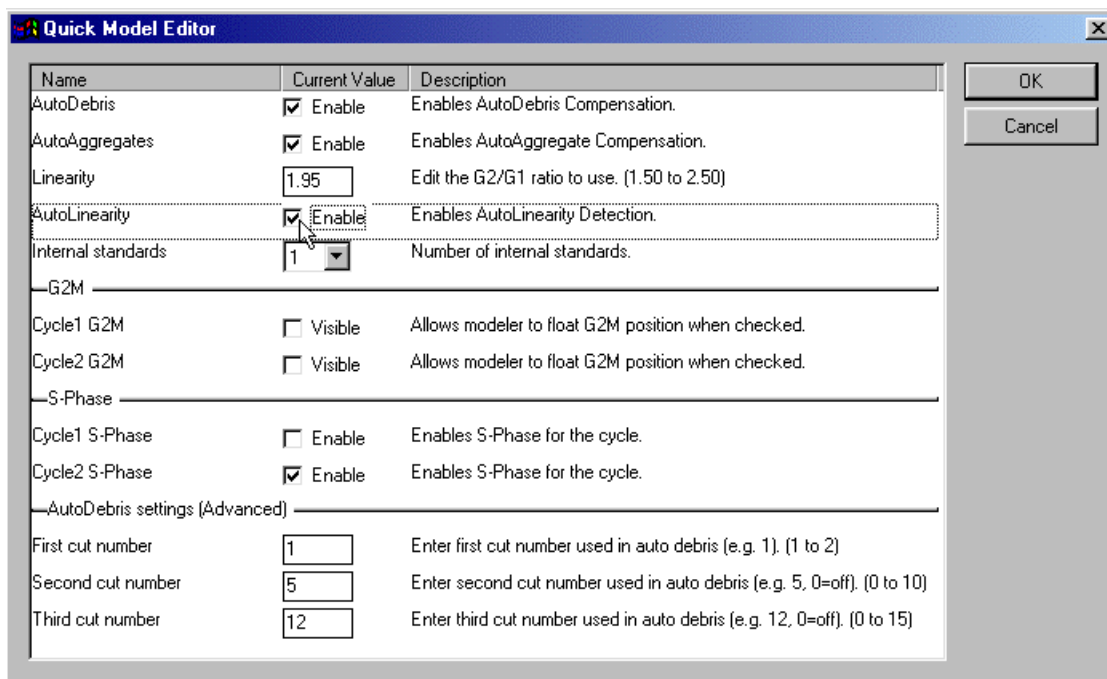 Quick Model Editor
Name Current Value Description
AutoDebris Enable Enables AutoDebris Compensation.
AutoAggregates Enable Enables AutoAggregate Compensation.
Linearity 1.95 Edit the G2/G1 ratio to use. (1.50 to 2.50)
AutoLinearity Enable Enables AutoLinearity Detection.
Internal standards 1 Number of internal standards.
G2M
Cycle1 G2M Visible Allows modeler to float G2M position when checked.
Cycle2 G2M Visible Allows modeler to float G2M position when checked.
S-Phase
Cycle1 S-Phase Enable Enables S-Phase for the cycle.
Cycle2 S-Phase Enable Enables S-Phase for the cycle.
AutoDebris settings (Advanced)
First cut number 1 Enter first cut number used in auto debris (e.g. 1). (1 to 2)
Second cut number 5 Enter second cut number used in auto debris (e.g. 5, 0=off). (0 to 10)
Third cut number 12 Enter third cut number used in auto debris (e.g. 12, 0=off). (0 to 15)
OK
Cancel